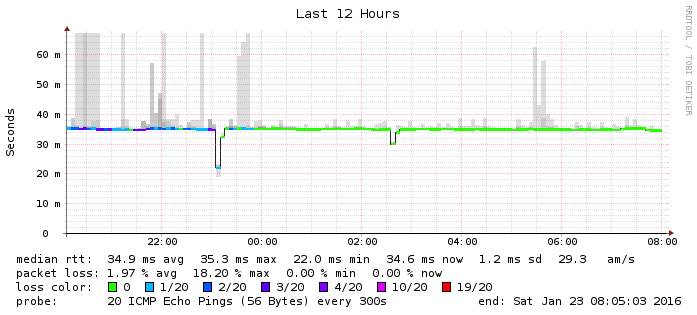 Last 12 Hours
RRDTOOL / TOBI OETIKER
Seconds
60 m
50 m
40 m
30 m
20 m
10 m
0
22:00 00:00 02:00 04:00 06:00 08:00
median rtt: 34.9 ms avg 35.3 ms max 22.0 ms min 34.6 ms now 1.2 ms sd 29.3 am/s
packet loss: 1.97 % avg 18.20 % max 0.00 % min 0.00 % now
loss color: 0 1/20 2/20 3/20 4/20 10/20 19/20
probe: 20 ICMP Echo Pings (56 Bytes) every 300s end: Sat Jan 23 08:05:03 2016